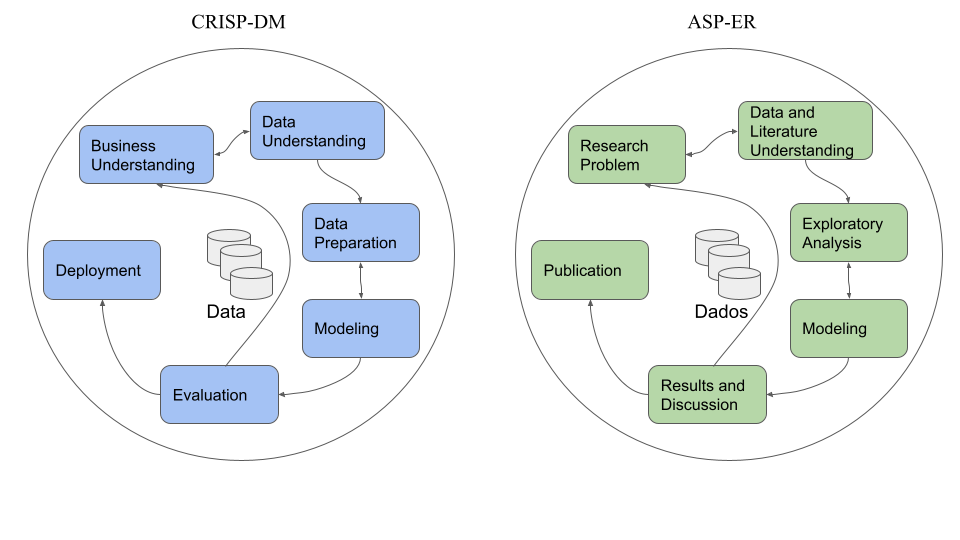 CRISP-DM
Business
Understanding
Data
Understanding
Data
Preparation
Deployment
Data
Modeling
Evaluation
ASP-ER
Research
Problem
Data and
Literature
Understanding
Exploratory
Analysis
Publication
Dados
Modeling
Results and
Discussion